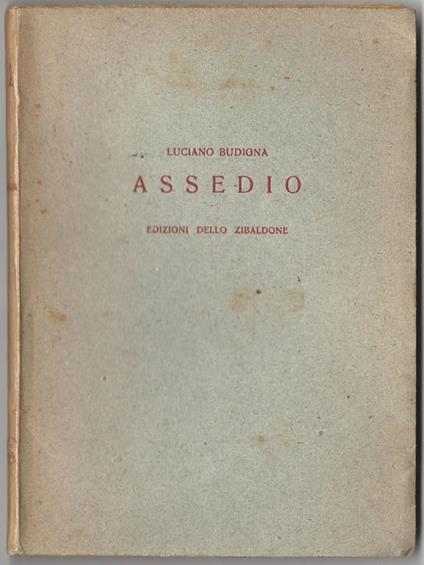 LUCIANO BUDIGNA
ASSEDIO
EDIZIONI DELLO ZIBALDONE